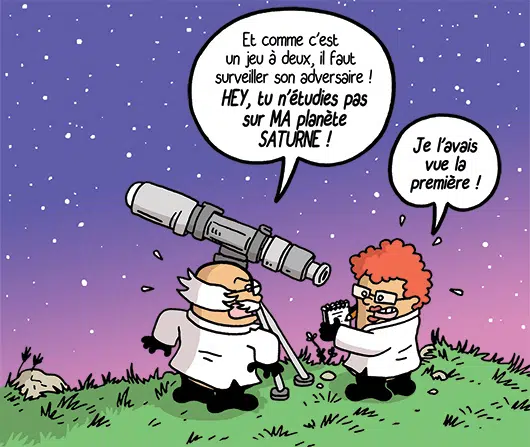 Et comme c'est
un jeu à deux, il faut
surveiller son adversaire !
HEY, tu n'étudies pas
sur MA planète
SATURNE !
Je l'avais
vue la
première !